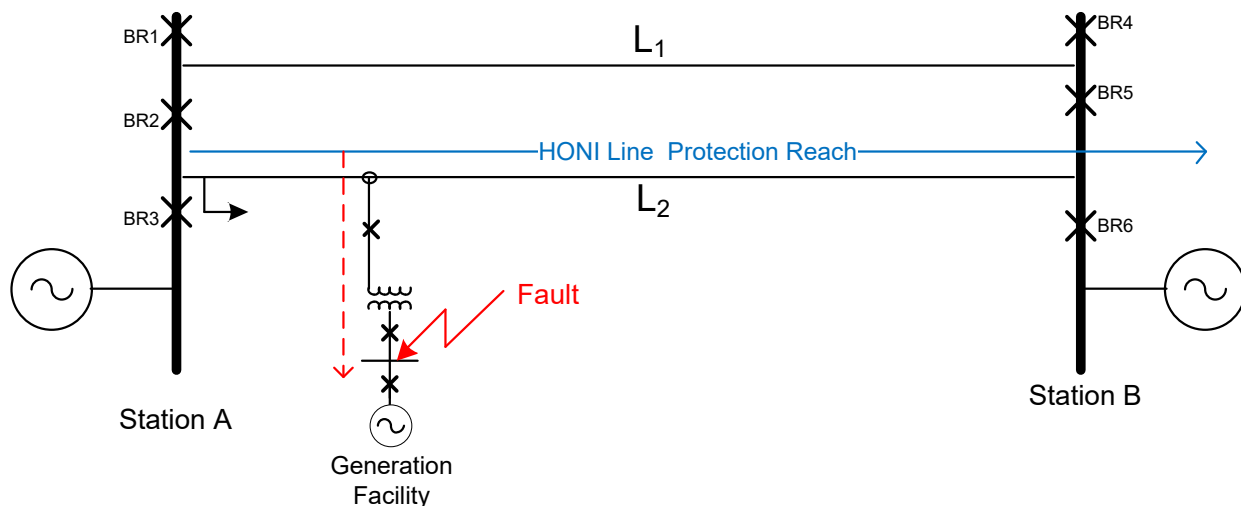 BR1
L1
BR4
BR2
BR5
HONI Line  Protection Reach
L2
BR3
BR6
Fault
Station A
Station B
Generation
Facility